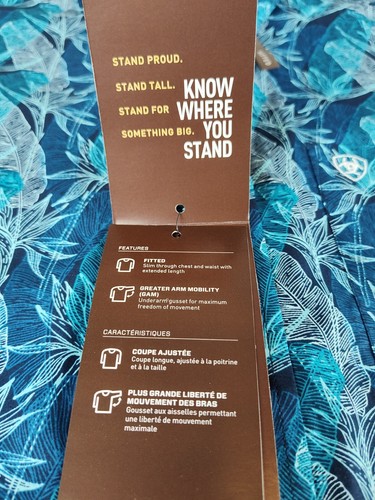 STAND PROUD.
STAND TALL.
STAND FOR
SOMETHING BIG.
KNOW
WHERE
YOU
STAND
FEATURES
FITTED
Slim through chest and waist with
extended length
GREATER ARM MOBILITY
(GAM)
Underarm gusset for maximum
freedom of movement
CARACTÉRISTIQUES
COUPE AJUSTÉE
Coupe longue, ajustée à la poitrine
et à la taille
PLUS GRANDE LIBERTÉ DE
MOUVEMENT DES BRAS
Gousset aux aisselles permettant
une liberté de mouvement
maximale